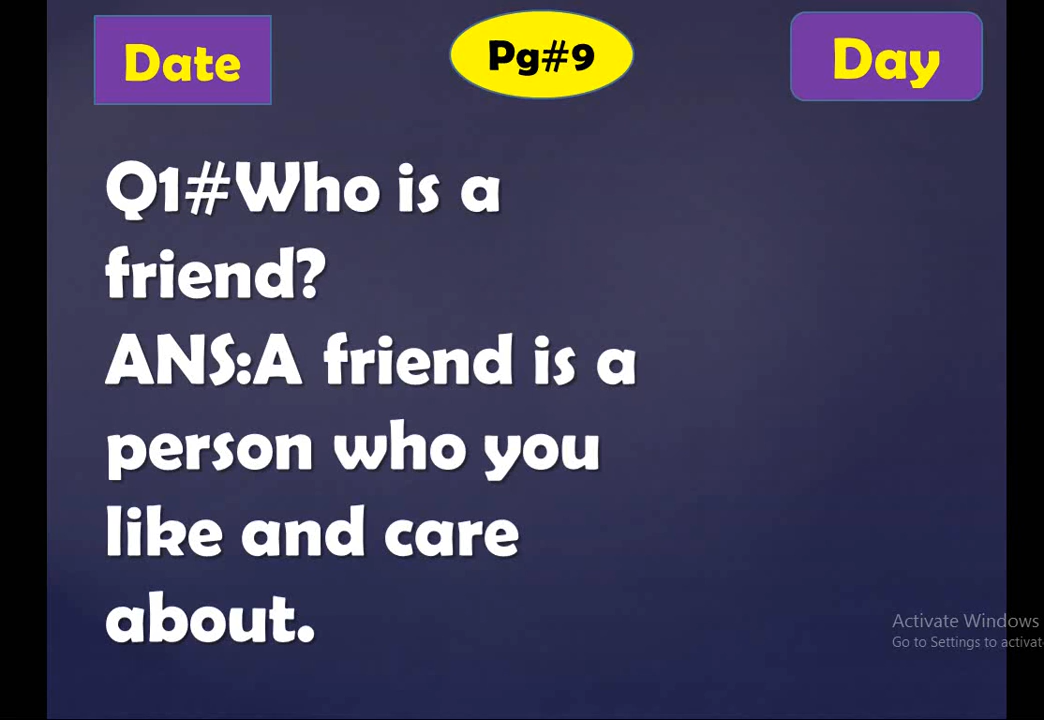 Date
Pg#9
Day
Q1#Who is a
friend?
ANS:A friend is a
person who you
like and care
about.
Activate Windows
Go to Settings to activat